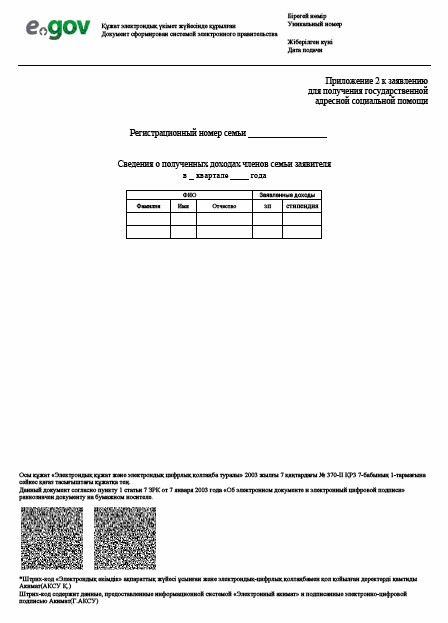 e.gov
Құжат электрондық үкімет жүйесінде құрылған
Документ сформирован системой электронного правительства
Бірегей нөмір
Уникальный номер
Жіберілген күні
Дата подачи
Приложение 2 к заявлению
для получения государственной
адресной социальной помощи
Регистрационный номер семьи __________________
Сведения о полученных доходах членов семьи заявителя
в _ квартале ____ года
ФИО Заявленные доходы
Фамилия Имя Отчество зп стипендия
Осы құжат «Электрондық құжат және электрондық цифрлық қолтаңба туралы» 2003 жылғы 7 қаңтардағы № 370-II ҚРЗ 7-бабының 1-тармағына
сәйкес қағаз тасығыштағы құжатқа тең.
Данный документ согласно пункту 1 статьи 7 ЗРК от 7 января 2003 года «Об электронном документе и электронный цифровой подписи»
равнозначен документу на бумажном носителе.
*Штрих-код «Электрондық әкімдік» ақпараттық жүйесі ұсынған және электрондық-цифрлық қолтаңбамен қол қойылған деректерді қамтиды
Акимат(АКСУ Қ.)
Штрих-код содержит данные, предоставленные информационной системой «Электронный акимат» и подписанные электронно-цифровой
подписью Акимат(Г.АКСУ)